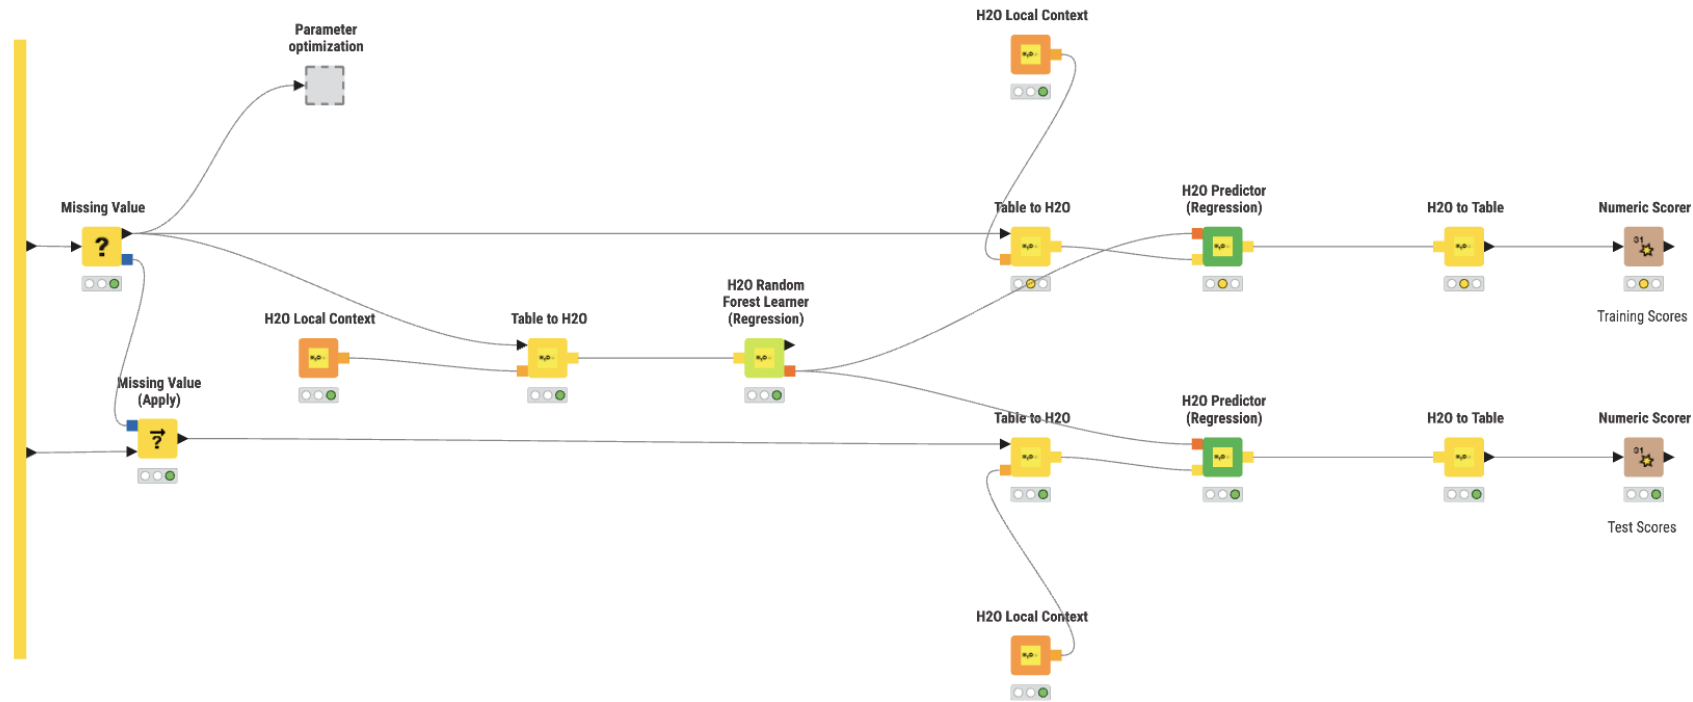 H2O Local Context
Parameter
optimization
Missing Value
?
Table to H2O
H2O Predictor
(Regression)
H2O to Table
Numeric Scorer
Training Scores
H2O Local Context
Table to H2O
H2O Random
Forest Learner
(Regression)
Missing Value
(Apply)
?
Table to H2O
H2O Predictor
(Regression)
H2O to Table
Numeric Scorer
Test Scores
H2O Local Context